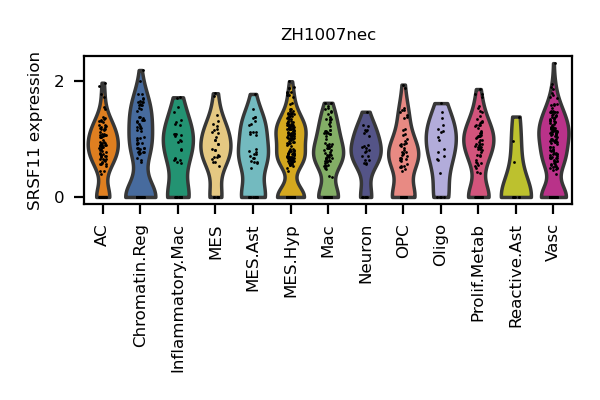 ZH1007nec
SRSF11 expression
2
0
AC
Chromatin.Reg
Inflammatory.Mac
MES
MES.Ast
MES.Hyp
Mac
Neuron
OPC
Oligo
Prolif.Metab
Reactive.Ast
Vasc